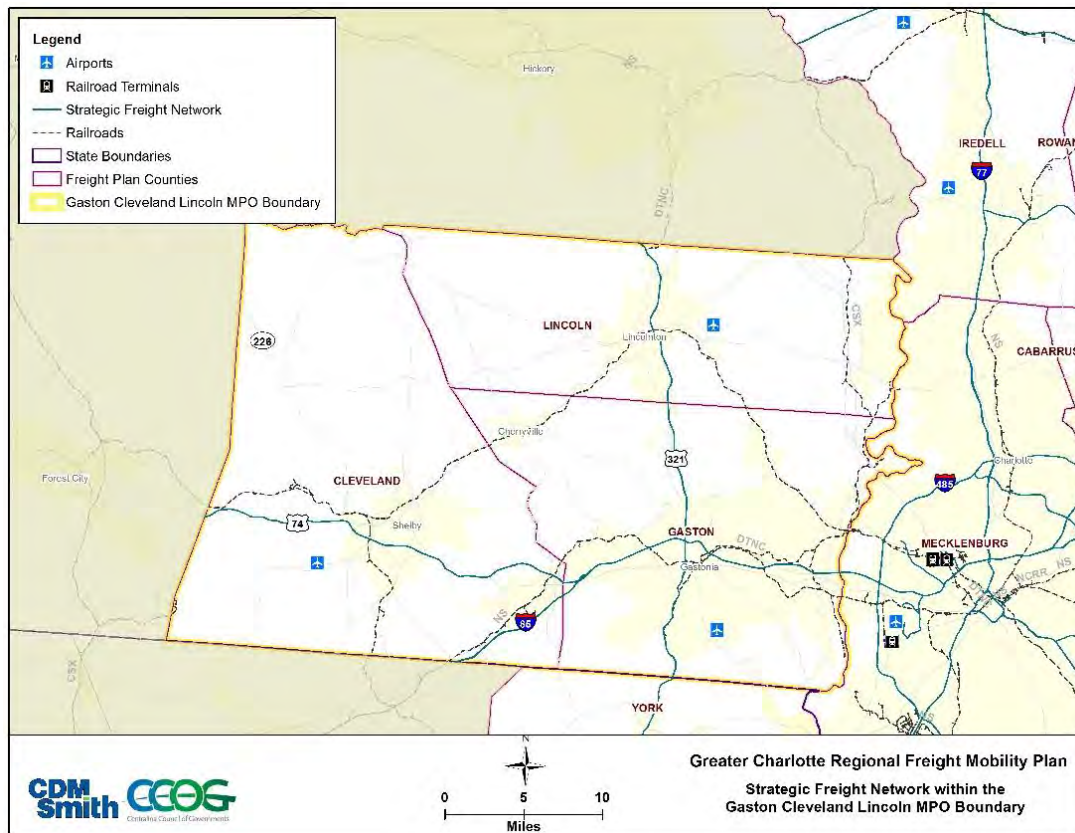 Legend
Airports
Railroad Terminals
Strategic Freight Network
Railroads
State Boundaries
Freight Plan Counties
Gaston Cleveland Lincoln MPO Boundary
Hickory
NS
DTNC
IREDELL
ROWAN
77
226
LINCOLN
Lincolnton
CSX
NS
CABARRUS
Cherryville
321
Forest City
CLEVELAND
Charlotte
485
74
Shelby
GASTON
DTNC
MECKLENBURG
Gastonia
NCRR
NS
DTNC
NS
85
CSX
YORK
NS
N
Greater Charlotte Regional Freight Mobility Plan
Strategic Freight Network within the
Gaston Cleveland Lincoln MPO Boundary
CDM
Smith
CCOG
Centralina Council of Governments
0 5 10
Miles